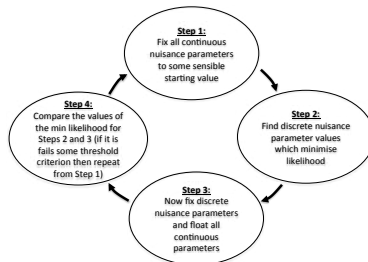 Step 1:
Fix all continuous
nuisance parameters
to some sensible
starting value
Step 2:
Find discrete nuisance
parameter values
which minimise
likelihood
Step 3:
Now fix discrete
nuisance parameters
and float all
continuous
parameters
Step 4:
Compare the values of
the min likelihood for
Steps 2 and 3 (if it is
fails some threshold
criterion then repeat
from Step 1)